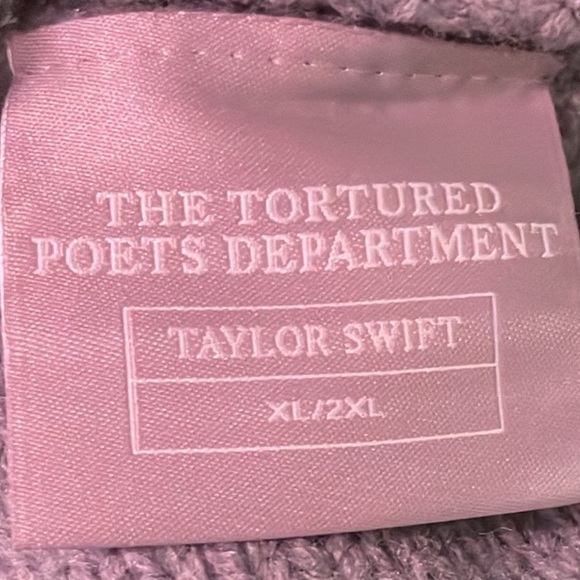 THE TORTURED
POETS DEPARTMENT
TAYLOR SWIFT
XL/2XL